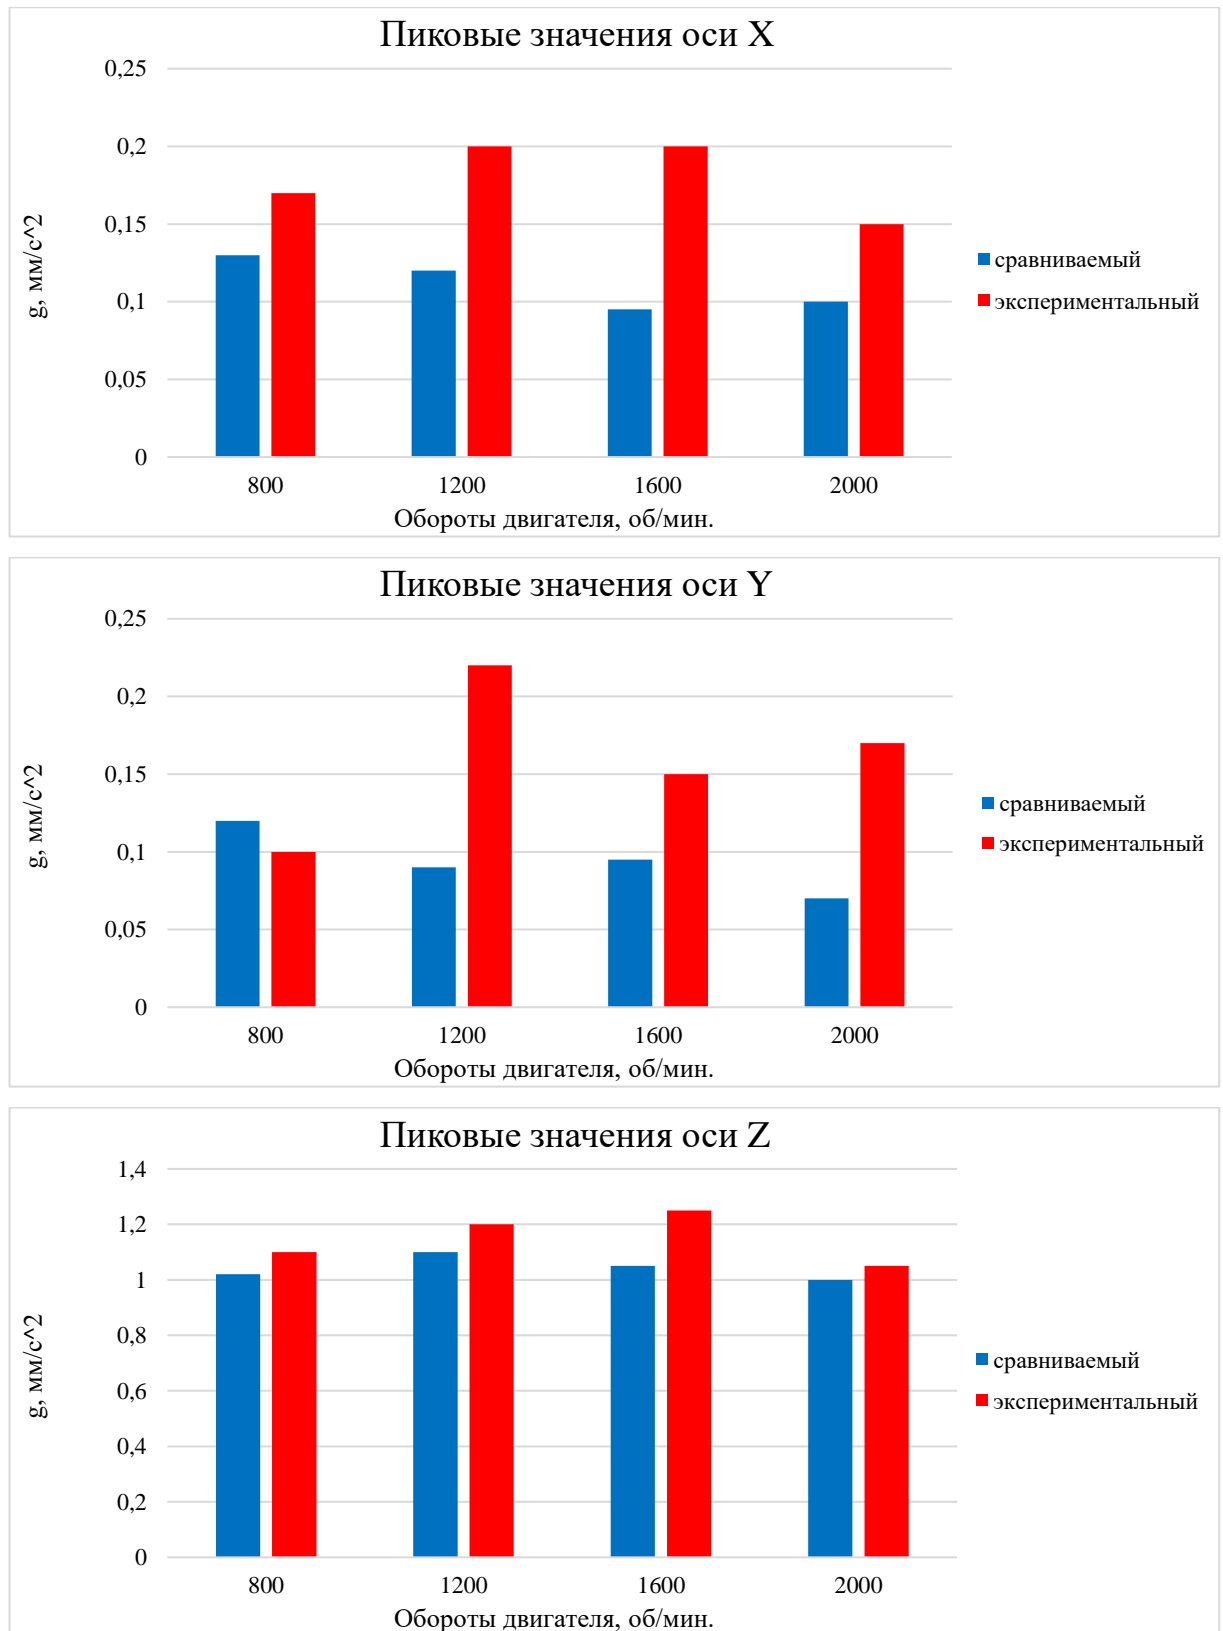 Пиковые значения оси X
0,25
0,2
0,15
0,1
0,05
0
g, мм/с^2
800 1200 1600 2000
Обороты двигателя, об/мин.
сравниваемый
экспериментальный
Пиковые значения оси Y
0,25
0,2
0,15
0,1
0,05
0
g, мм/с^2
800 1200 1600 2000
Обороты двигателя, об/мин.
сравниваемый
экспериментальный
Пиковые значения оси Z
1,4
1,2
1
0,8
0,6
0,4
0,2
0
g, мм/с^2
800 1200 1600 2000
Обороты двигателя, об/мин.
сравниваемый
экспериментальный